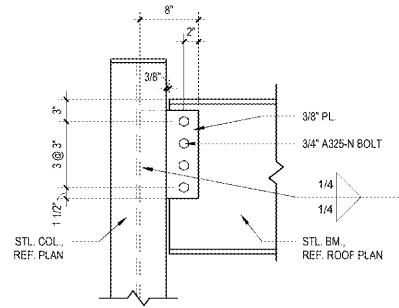 8"
2"
3/8"
3"
3 @ 3"
1 1/2"
3/8" PL.
3/4" A325-N BOLT
1/4
1/4
STL. COL.,
REF. PLAN
STL. BM.,
REF. ROOF PLAN